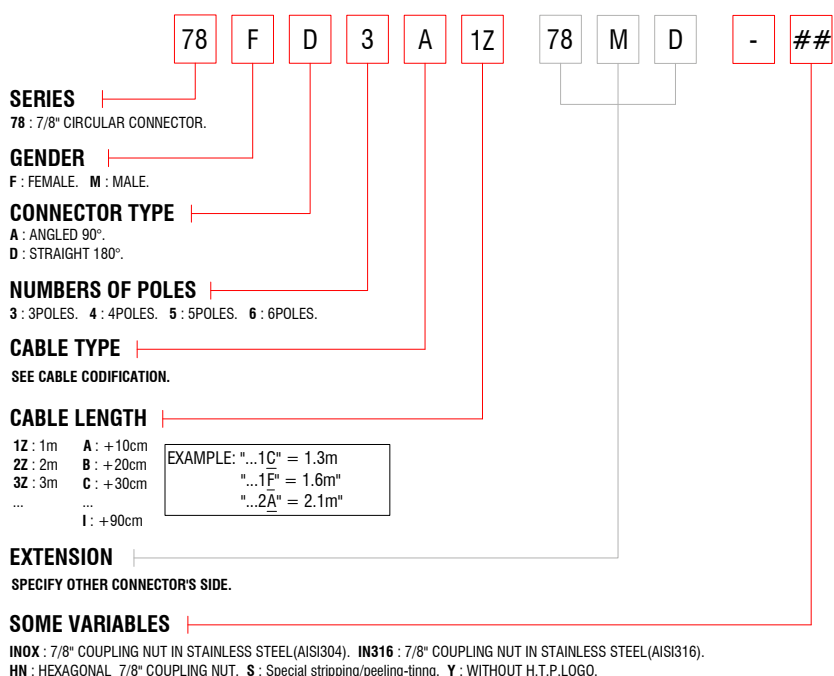 78 F D 3 A 1Z 78 M D - ##
SERIES
78 : 7/8" CIRCULAR CONNECTOR.
GENDER
F : FEMALE. M : MALE.
CONNECTOR TYPE
A : ANGLED 90°.
D : STRAIGHT 180°.
NUMBERS OF POLES
3 : 3POLES. 4 : 4POLES. 5 : 5POLES. 6 : 6POLES.
CABLE TYPE
SEE CABLE CODIFICATION.
CABLE LENGTH
1Z : 1m A : +10cm
2Z : 2m B : +20cm
3Z : 3m C : +30cm
... ...
I : +90cm
EXAMPLE: "...1C" = 1.3m
"...1F" = 1.6m
"...2A" = 2.1m"
EXTENSION
SPECIFY OTHER CONNECTOR'S SIDE.
SOME VARIABLES
INOX : 7/8" COUPLING NUT IN STAINLESS STEEL(AISI304). IN316 : 7/8" COUPLING NUT IN STAINLESS STEEL(AISI316).
HN : HEXAGONAL 7/8" COUPLING NUT. S : Special stripping/peeling-tinng. Y : WITHOUT H.T.P.LOGO.